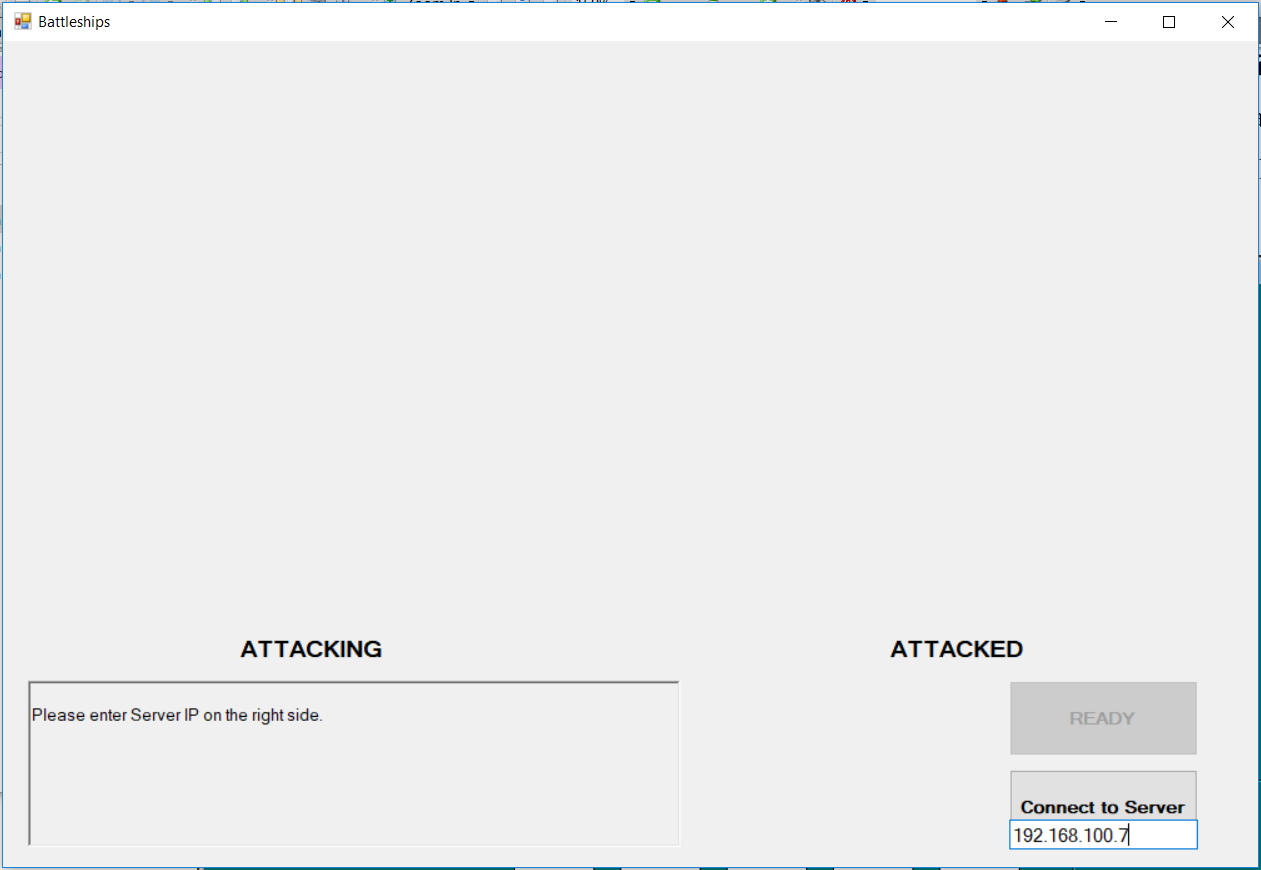 Battleships
ATTACKING
ATTACKED
Please enter Server IP on the right side.
READY
Connect to Server
192.168.100.7